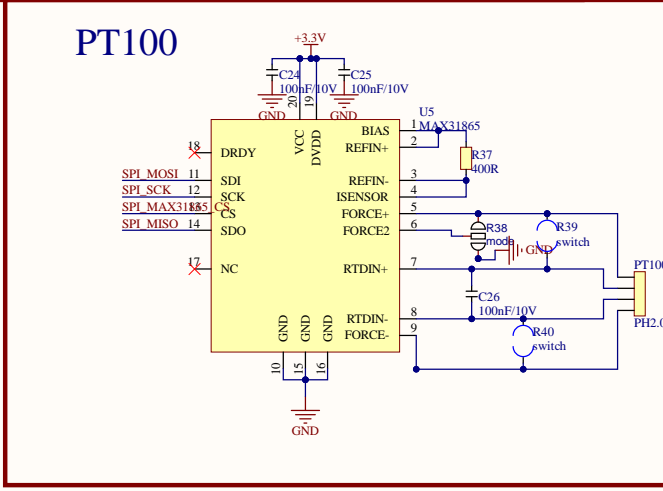 PT100
+3.3V
C24
100nF/10V
C25
100nF/10V
GND
GND
20
19
U5
MAX31865
VCC
DVDD
18
DRDY
BIAS
1
REFIN+
2
SPI_MOSI
11
SDI
REFIN-
3
R37
400R
SPI_SCK
12
SCK
ISENSOR
4
SPI_MAX31865_CS
13
CS
FORCE+
5
SPI_MISO
14
SDO
FORCE2
6
R38
mode
R39
switch
GND
17
NC
RTDIN+
7
PT100
C26
100nF/10V
RTDIN-
8
FORCE-
9
R40
switch
PH2.0
GND
GND
GND
10
15
16
GND